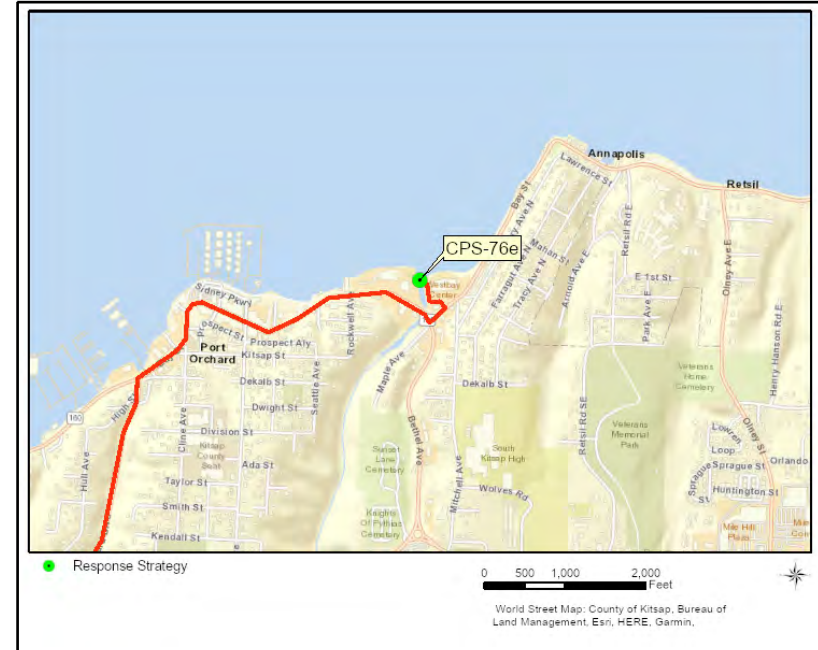 Annapolis
Lawrence St
Retsil
Bay St
Retsil Rd E
Olney Ave E
CPS-76e
Mahan St
E 1st St
Farragut Ave N
Tracy Ave N
Arnold Ave E
Park Ave E
Henry Hanson Rd E
Sidney Pkwy
Westbay
Center
Rockwell Ave
Prospect St
Prospect Aly
Port
Orchard
Kitsap St
Maple Ave
Veterans
Home
Cemetery
Dekalb St
Dekalb St
Seattle Ave
160
High St
Dwight St
Bethel Ave
Retsil Rd SE
Veterans
Memorial
Park
Olney St
Cline Ave
Division St
Kitsap
County
Sunset
Lane
Cemetery
South
Kitsap High
Mitchell Ave
Loop
Orlando
Hull Ave
Ada St
Sprague St
Sprague St
Taylor St
Wolves Rd
Huntington St
Smith St
Knights
Of Pythias
Cemetery
Mile Hill
Plaza
Kendall St
Response Strategy
0 500 1,000 2,000
Feet
World Street Map: County of Kitsap, Bureau of
Land Management, Esri, HERE, Garmin,